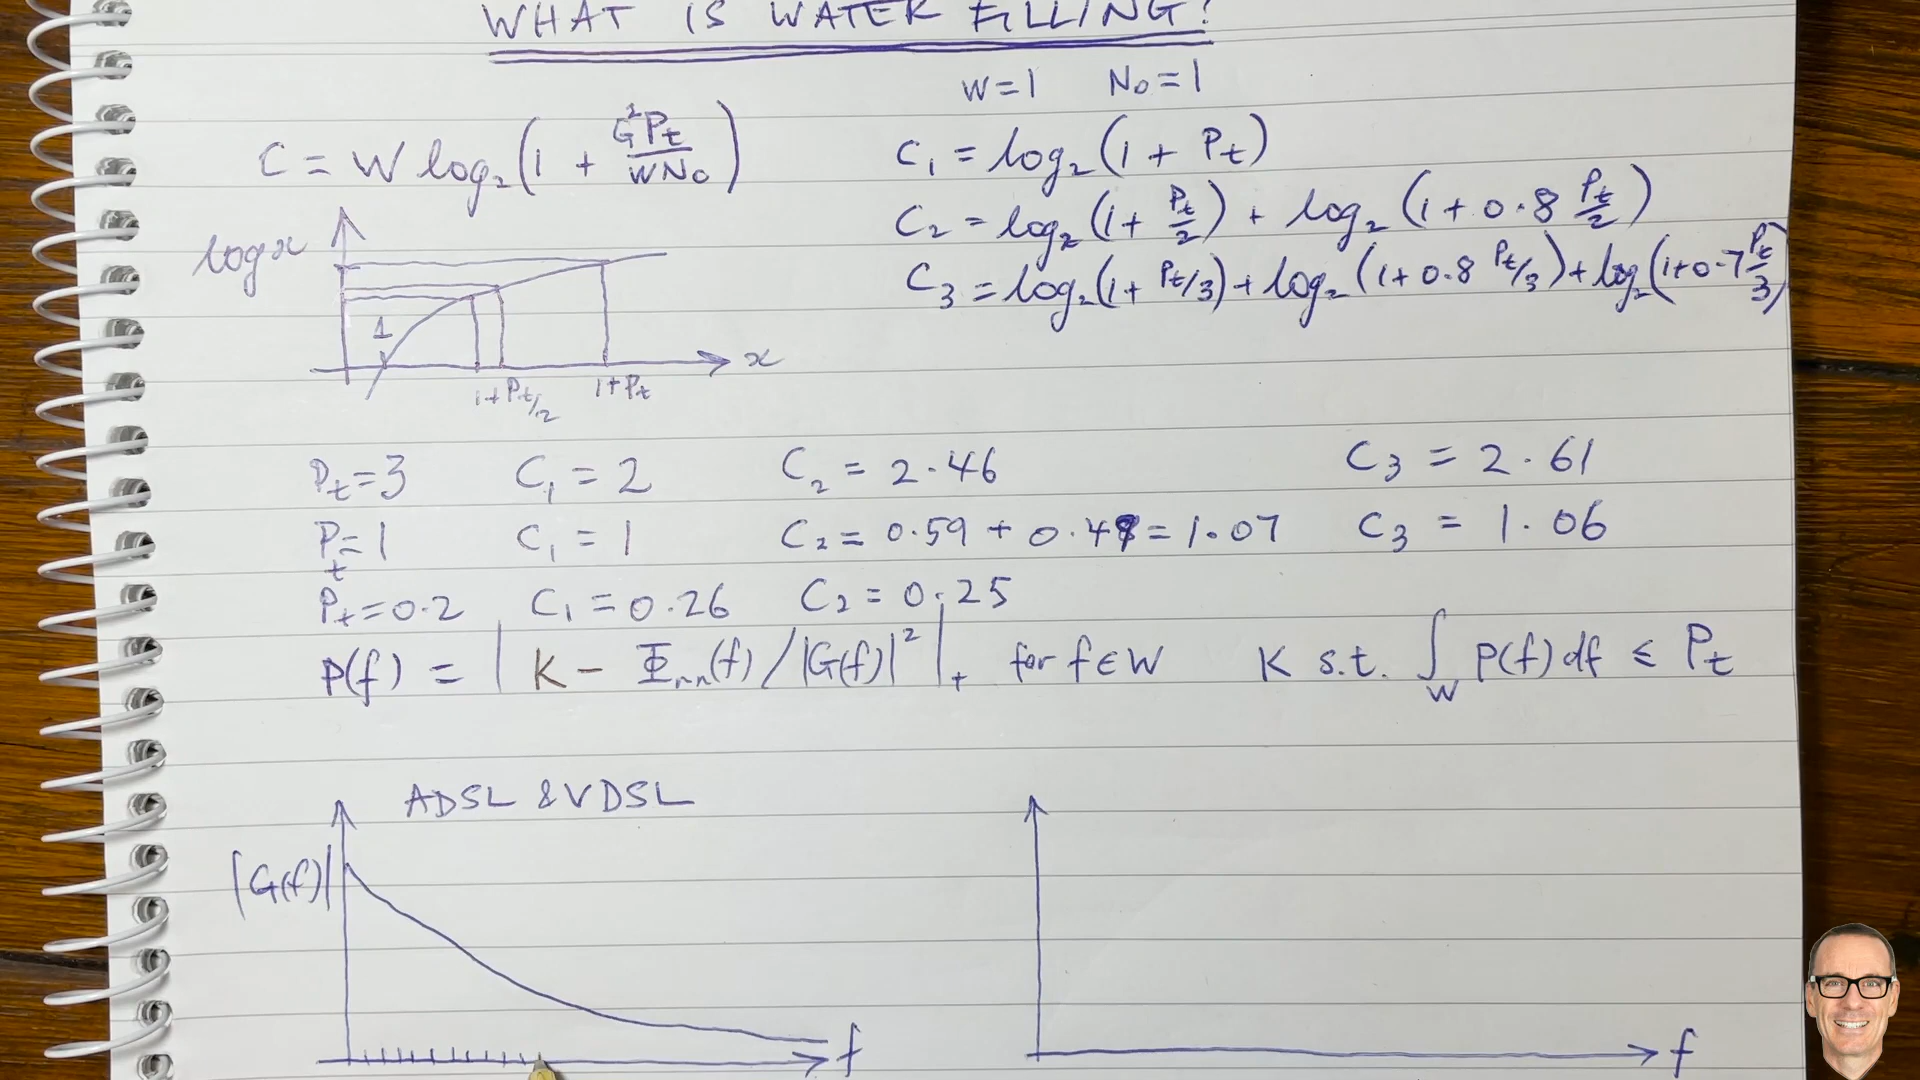 WHAT IS WATER FILLING?
W=1 N₀=1
C = W log₂(1 + G²Pt/WN₀)
C₁ = log₂(1 + Pt)
C₂ = log₂(1 + Pt/2) + log₂(1 + 0.8 Pt/2)
C₃ = log₂(1 + Pt/3) + log₂(1 + 0.8 Pt/3) + log₂(1 + 0.7 Pt/3)
log x
1
x
1+Pt/2
1+Pt
Pt=3 C₁ = 2 C₂ = 2.46 C₃ = 2.61
Pt=1 C₁ = 1 C₂ = 0.59 + 0.48 = 1.07 C₃ = 1.06
Pt=0.2 C₁ = 0.26 C₂ = 0.25
P(f) = | K − Φnn(f) / |G(f)|² |₊ for f ∈ W K s.t. ∫W P(f) df ≤ Pt
ADSL & VDSL
|G(f)|
f
f